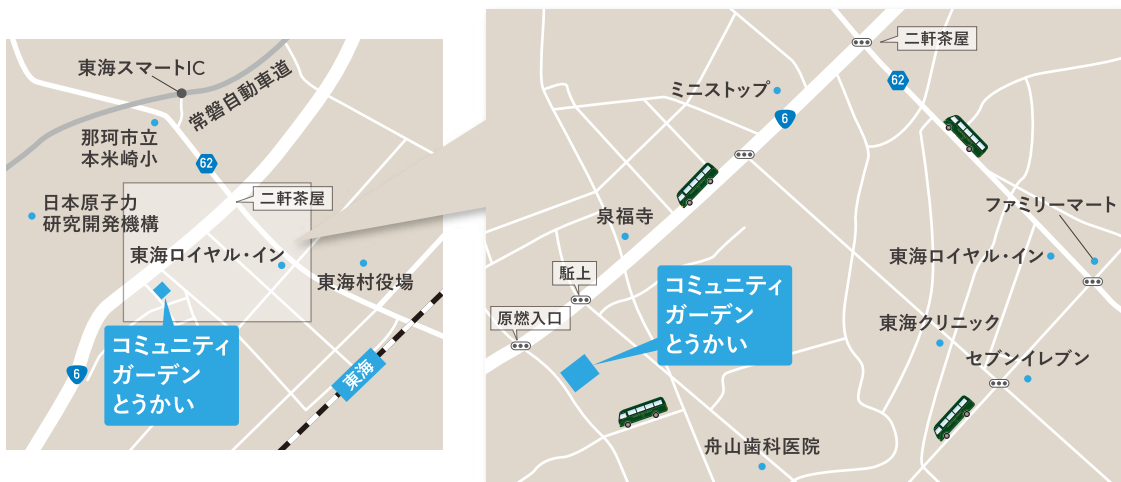 東海スマートIC
常磐自動車道
那珂市立
本米崎小
62
二軒茶屋
日本原子力
研究開発機構
東海ロイヤル・イン
東海村役場
コミュニティ
ガーデン
とうかい
6
東海
二軒茶屋
62
ミニストップ
6
ファミリーマート
泉福寺
東海ロイヤル・イン
駈上
コミュニティ
ガーデン
とうかい
原燃入口
東海クリニック
セブンイレブン
舟山歯科医院